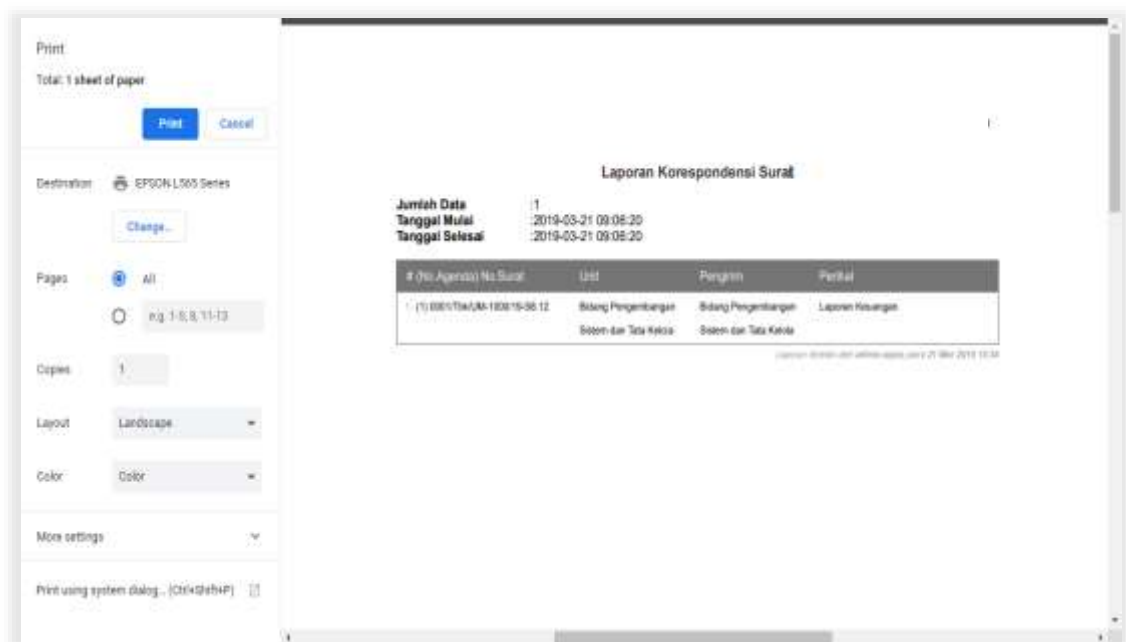 Print
Total: 1 sheet of paper
Print Cancel
Destination EPSON L565 Series
Change...
Pages All
e.g. 1-5, 8, 11-13
Copies 1
Layout Landscape
Color Color
More settings
Print using system dialog... (Ctrl+Shift+P)
Laporan Korespondensi Surat
Jumlah Data :1
Tanggal Mulai :2019-03-21 09:06:20
Tanggal Selesai :2019-03-21 09:06:20
# (No Agenda) No Surat Unit Pengirim Perihal
Bidang Pengembangan Bidang Pengembangan Laporan Keuangan
Sistem dan Tata Kelola Sistem dan Tata Kelola